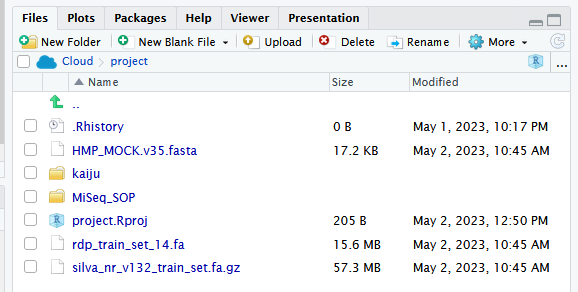 Files Plots Packages Help Viewer Presentation
New Folder New Blank File Upload Delete Rename More
Cloud project R ...
Name Size Modified
..
.Rhistory 0 B May 1, 2023, 10:17 PM
HMP_MOCK.v35.fasta 17.2 KB May 2, 2023, 10:45 AM
kaiju
MiSeq_SOP
R project.Rproj 205 B May 2, 2023, 12:50 PM
rdp_train_set_14.fa 15.6 MB May 2, 2023, 10:45 AM
silva_nr_v132_train_set.fa.gz 57.3 MB May 2, 2023, 10:45 AM